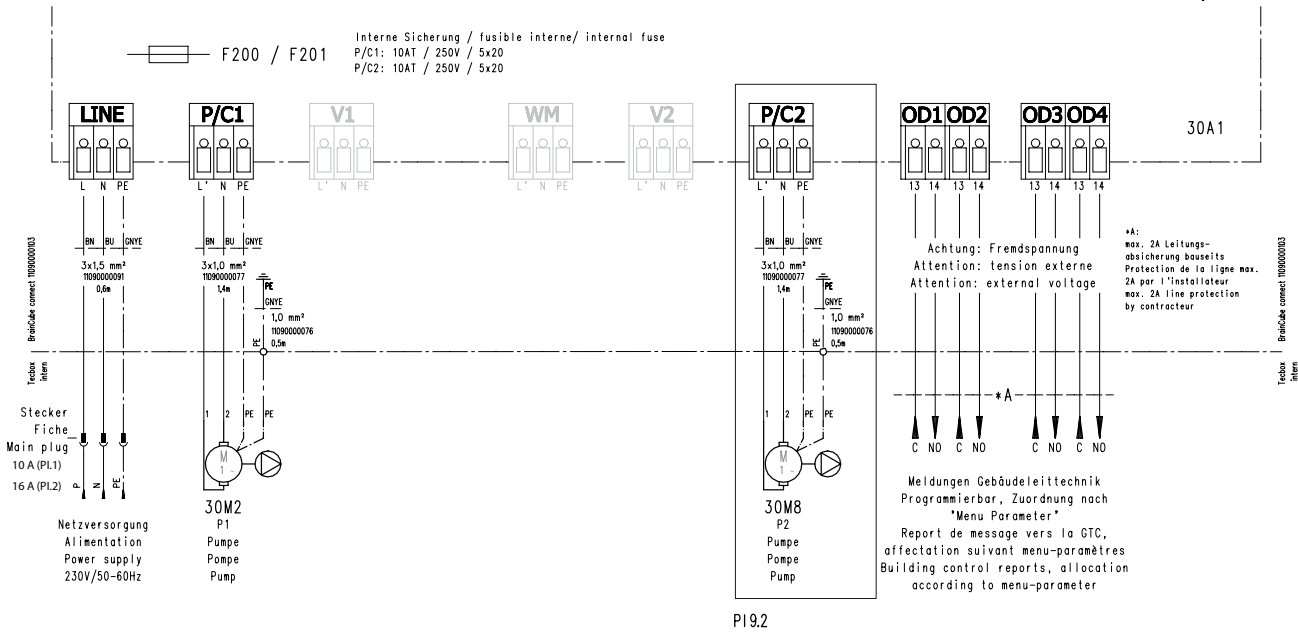 F200 / F201
Interne Sicherung / fusible interne/ internal fuse
P/C1: 10AT / 250V / 5x20
P/C2: 10AT / 250V / 5x20
LINE
P/C1
V1
WM
V2
P/C2
OD1 OD2
OD3 OD4
30A1
L N PE
L' N PE
L' N PE
L' N PE
L' N PE
L' N PE
13 14 13 14
13 14 13 14
BN BU GNYE
3x1,5 mm²
11090000091
0,6m
BN BU GNYE
3x1,0 mm²
11090000077
1,4m
PE
GNYE
1,0 mm²
11090000076
0,5m
PE
BN BU GNYE
3x1,0 mm²
11090000077
1,4m
PE
GNYE
1,0 mm²
11090000076
0,5m
PE
Achtung: Fremdspannung
Attention: tension externe
Attention: external voltage
*A:
max. 2A Leitungs-
absicherung bauseits
Protection de la ligne max.
2A par l'installateur
max. 2A line protection
by contracteur
BrainCube connect 11090000103
Tecbox
intern
BrainCube connect 11090000103
Tecbox
intern
Stecker
Fiche
Main plug
10 A (PI.1)
16 A (PI.2)
P N PE
Netzversorgung
Alimentation
Power supply
230V/50-60Hz
1 2 PE PE
M
1 ~
30M2
P1
Pumpe
Pompe
Pump
1 2 PE PE
M
1 ~
30M8
P2
Pumpe
Pompe
Pump
PI 9.2
*A
C NO C NO
C NO C NO
Meldungen Gebäudeleittechnik
Programmierbar, Zuordnung nach
"Menu Parameter"
Report de message vers la GTC,
affectation suivant menu-paramètres
Building control reports, allocation
according to menu-parameter